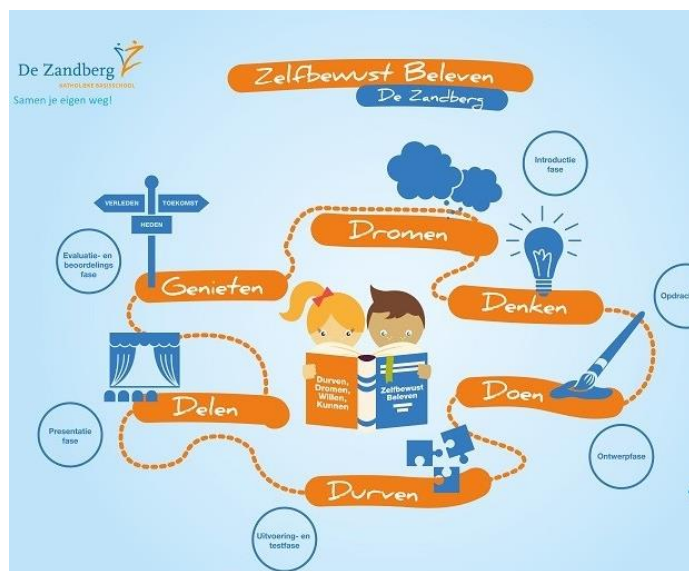 De Zandberg
KATHOLIEKE BASISSCHOOL
Samen je eigen weg!
Zelfbewust Beleven
De Zandberg
Introductie
fase
Dromen
VERLEDEN
TOEKOMST
HEDEN
Evaluatie- en
beoordelings
fase
Genieten
Denken
Durven,
Dromen,
Willen,
Kunnen
Zelfbewust
Beleven
Doen
Delen
Presentatie
fase
Ontwerpfase
Durven
Uitvoering- en
testfase